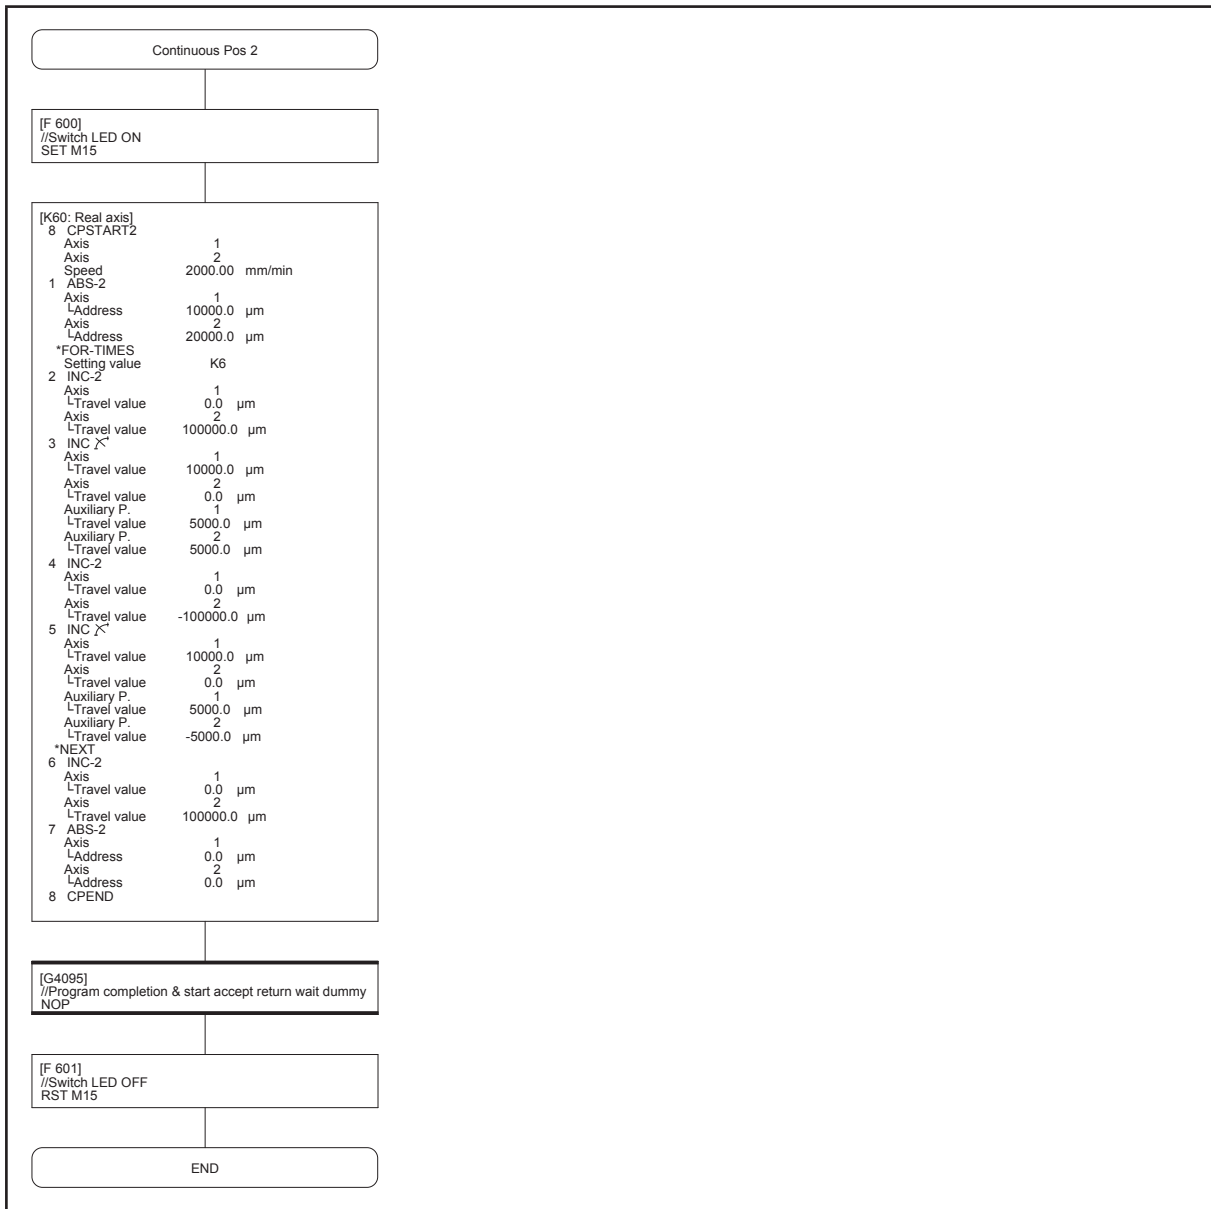 Continuous Pos 2
[F 600]
//Switch LED ON
SET M15
[K60: Real axis]
8 CPSTART2
Axis 1
Axis 2
Speed 2000.00 mm/min
1 ABS-2
Axis 1
└Address 10000.0 µm
Axis 2
└Address 20000.0 µm
*FOR-TIMES
Setting value K6
2 INC-2
Axis 1
└Travel value 0.0 µm
Axis 2
└Travel value 100000.0 µm
3 INC
Axis 1
└Travel value 10000.0 µm
Axis 2
└Travel value 0.0 µm
Auxiliary P. 1
└Travel value 5000.0 µm
Auxiliary P. 2
└Travel value 5000.0 µm
4 INC-2
Axis 1
└Travel value 0.0 µm
Axis 2
└Travel value -100000.0 µm
5 INC
Axis 1
└Travel value 10000.0 µm
Axis 2
└Travel value 0.0 µm
Auxiliary P. 1
└Travel value 5000.0 µm
Auxiliary P. 2
└Travel value -5000.0 µm
*NEXT
6 INC-2
Axis 1
└Travel value 0.0 µm
Axis 2
└Travel value 100000.0 µm
7 ABS-2
Axis 1
└Address 0.0 µm
Axis 2
└Address 0.0 µm
8 CPEND
[G4095]
//Program completion & start accept return wait dummy
NOP
[F 601]
//Switch LED OFF
RST M15
END